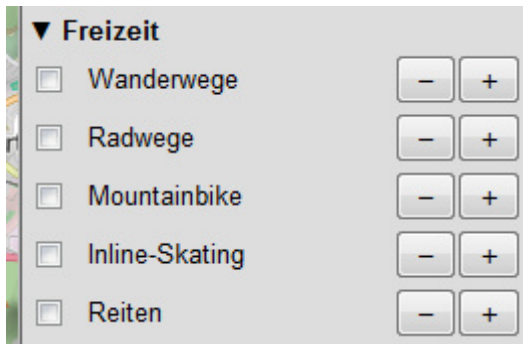 ▼ Freizeit
Wanderwege − +
Radwege − +
Mountainbike − +
Inline-Skating − +
Reiten − +